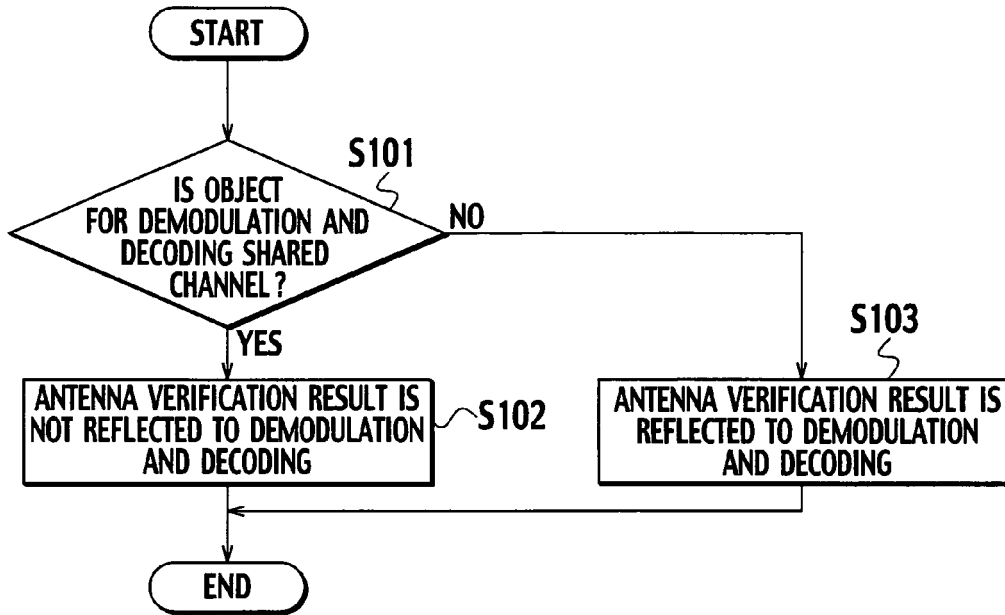 START
S101
IS OBJECT
FOR DEMODULATION AND
DECODING SHARED
CHANNEL?
NO
YES
ANTENNA VERIFICATION RESULT IS
NOT REFLECTED TO DEMODULATION
AND DECODING
S102
S103
ANTENNA VERIFICATION RESULT IS
REFLECTED TO DEMODULATION
AND DECODING
END